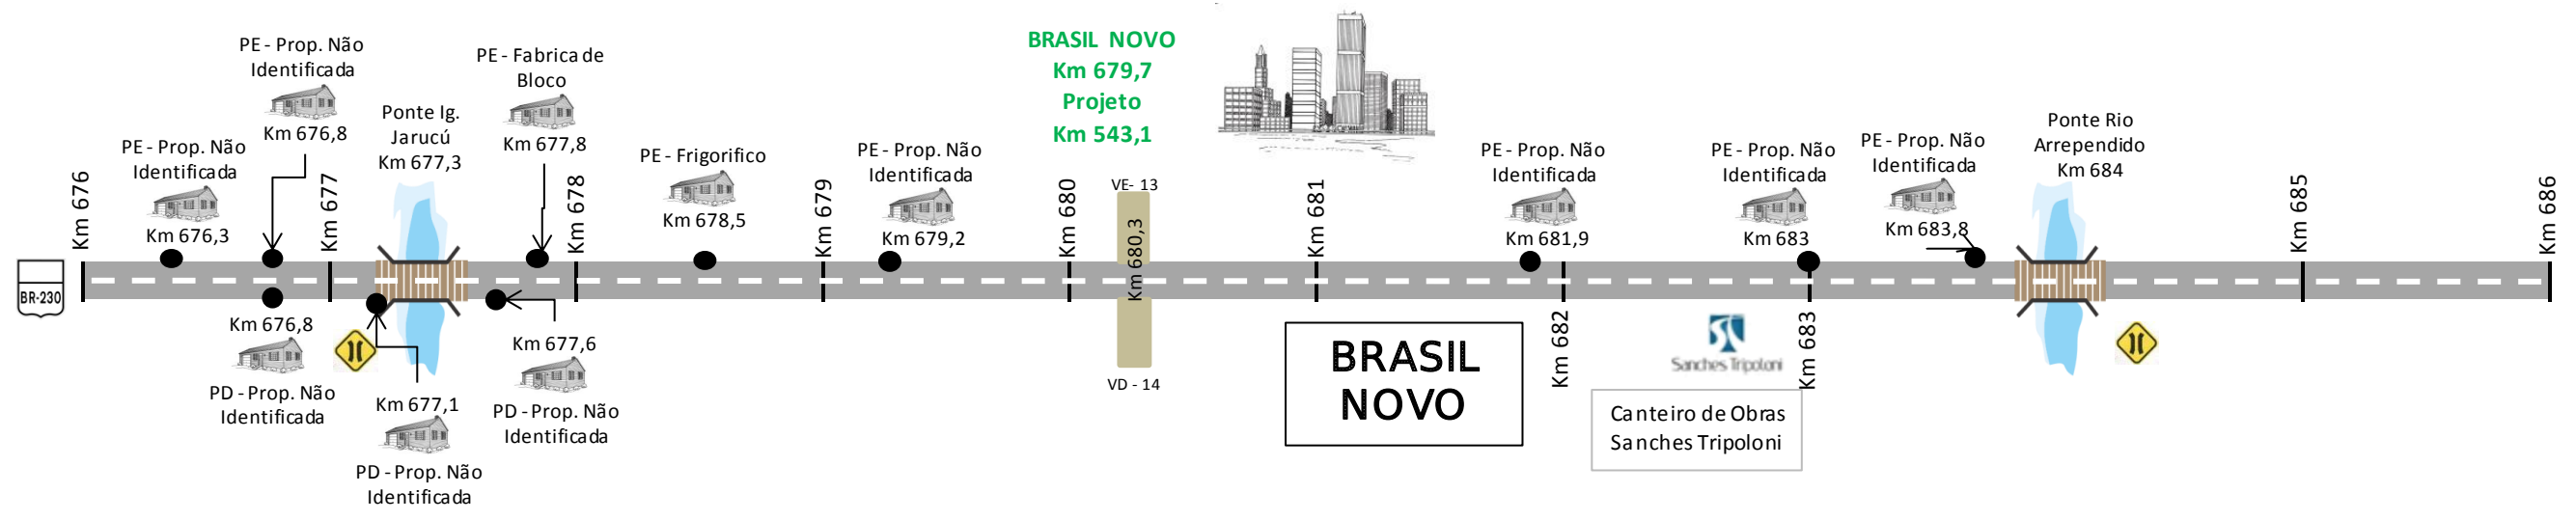 PE - Prop. Não
Identificada
Km 676,8
PE - Fabrica de
Bloco
Km 677,8
BRASIL NOVO
Km 679,7
Projeto
Km 543,1
Ponte Ig.
Jarucú
Km 677,3
PE - Prop. Não
Identificada
Km 676,3
PE - Frigorifico
Km 678,5
PE - Prop. Não
Identificada
Km 679,2
PE - Prop. Não
Identificada
Km 681,9
PE - Prop. Não
Identificada
Km 683
PE - Prop. Não
Identificada
Km 683,8
Ponte Rio
Arrependido
Km 684
Km 676
Km 677
Km 678
Km 679
Km 680
VE- 13
Km 680,3
VD - 14
Km 681
Km 682
Km 683
Km 685
Km 686
BR-230
Km 676,8
PD - Prop. Não
Identificada
Km 677,1
PD - Prop. Não
Identificada
Km 677,6
PD - Prop. Não
Identificada
BRASIL
NOVO
Sanches Tripoloni
Canteiro de Obras
Sanches Tripoloni